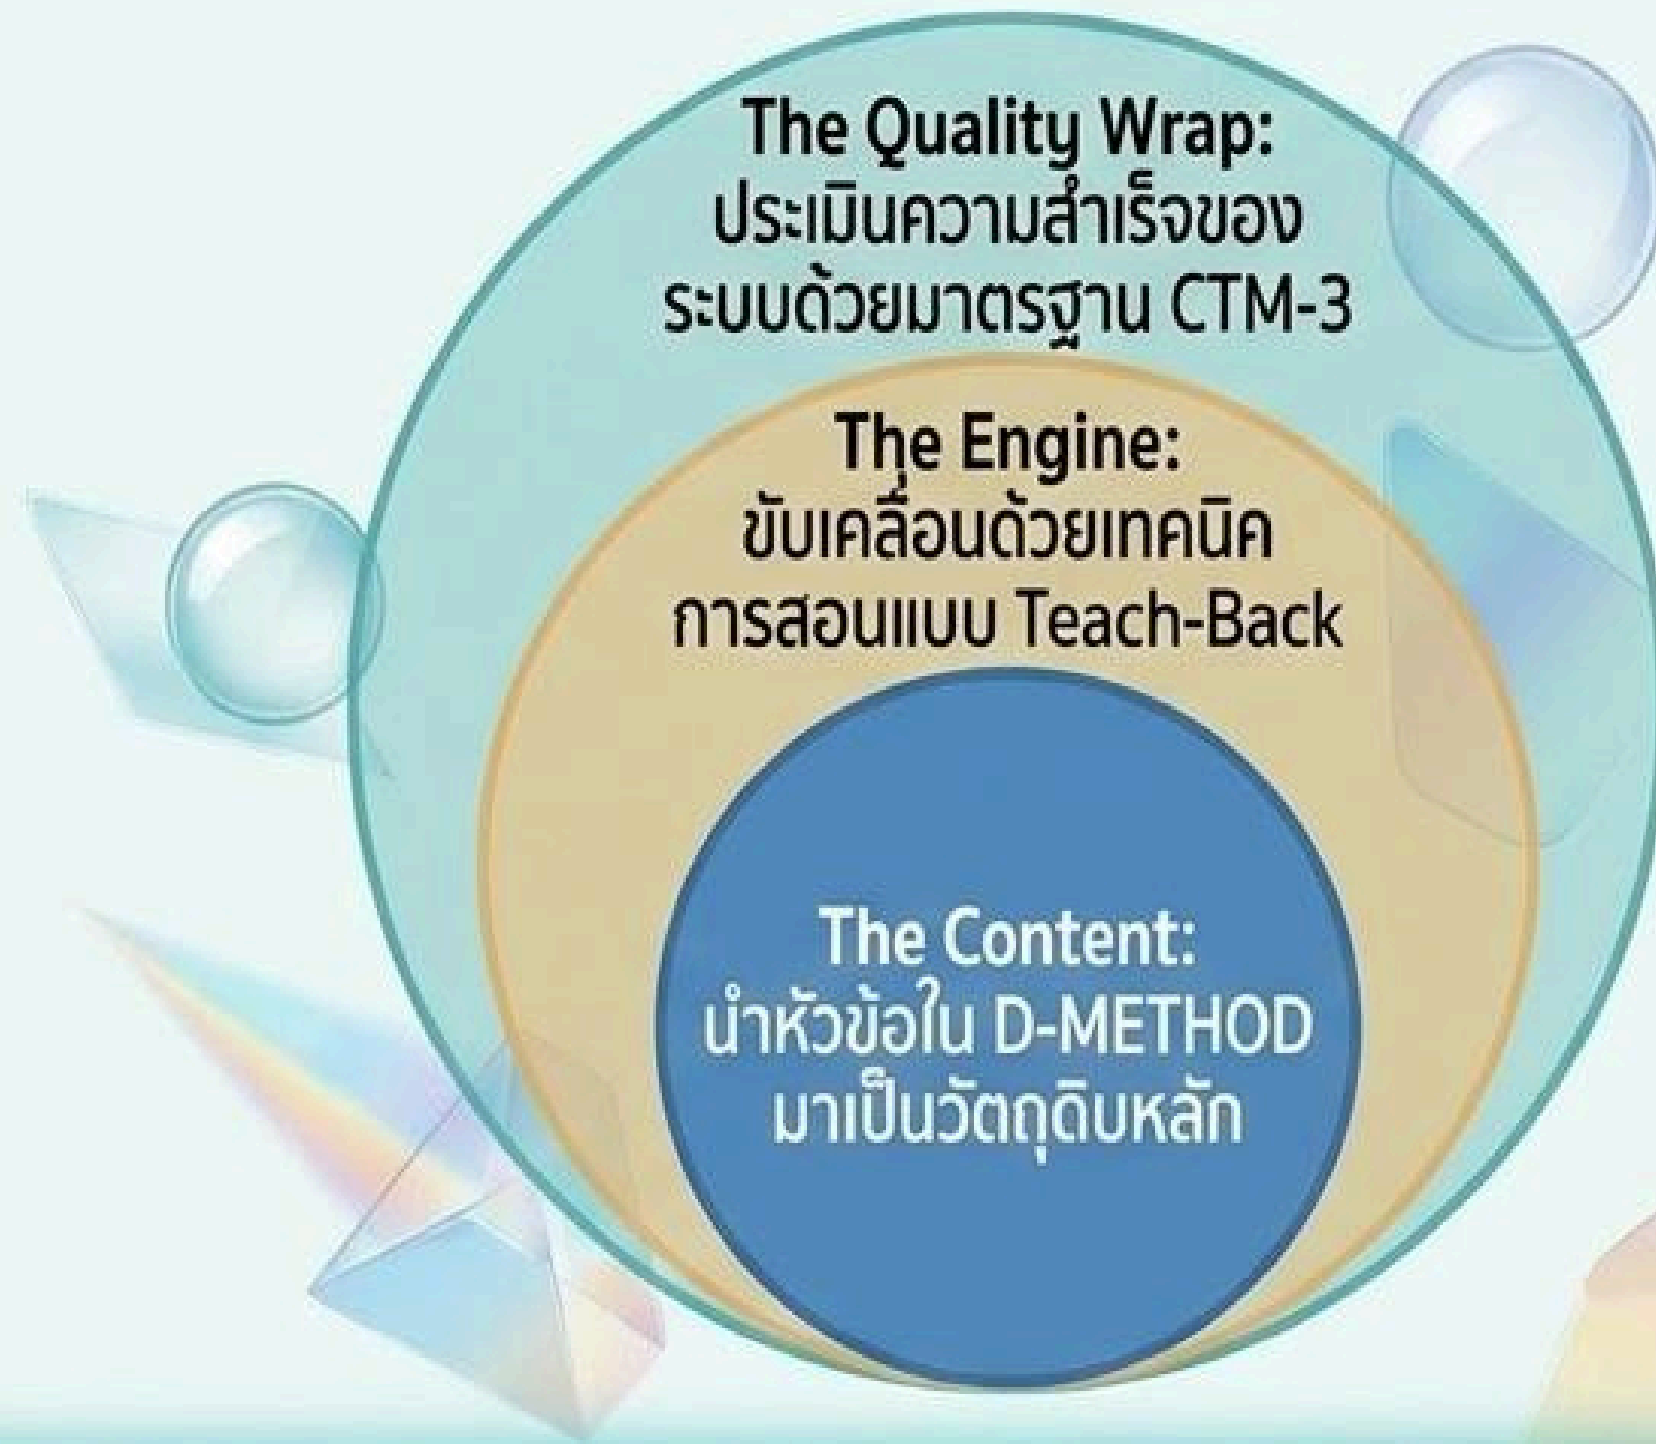 The Quality Wrap:
ประเมินความสำเร็จของ
ระบบด้วยมาตรฐาน CTM-3
The Engine:
ขับเคลื่อนด้วยเทคนิค
การสอนแบบ Teach-Back
The Content:
นำหัวข้อใน D-METHOD
มาเป็นวัตถุดิบหลัก